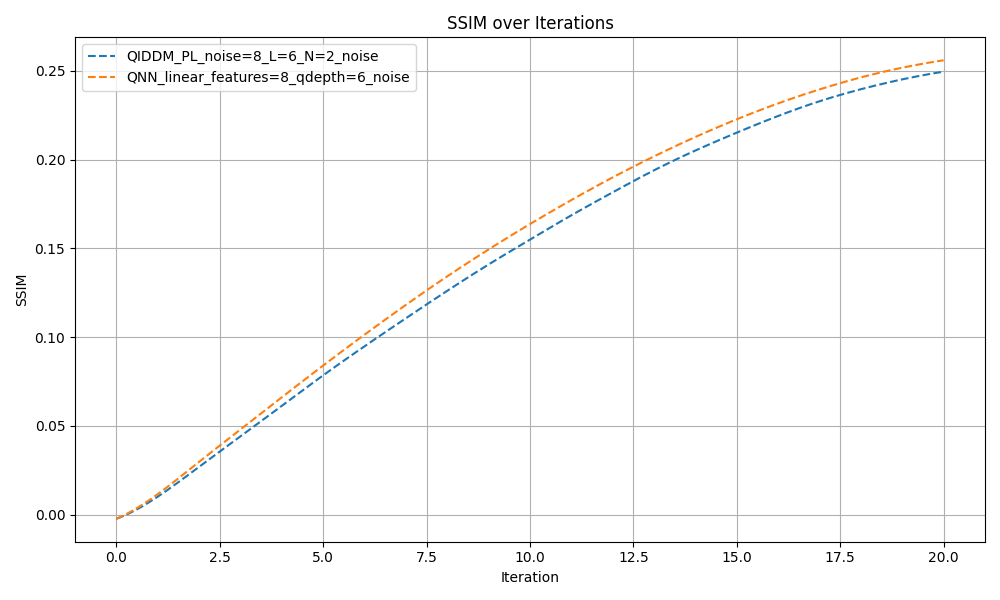 SSIM over Iterations
QIDDM_PL_noise=8_L=6_N=2_noise
QNN_linear_features=8_qdepth=6_noise
SSIM
0.25
0.20
0.15
0.10
0.05
0.00
0.0 2.5 5.0 7.5 10.0 12.5 15.0 17.5 20.0
Iteration